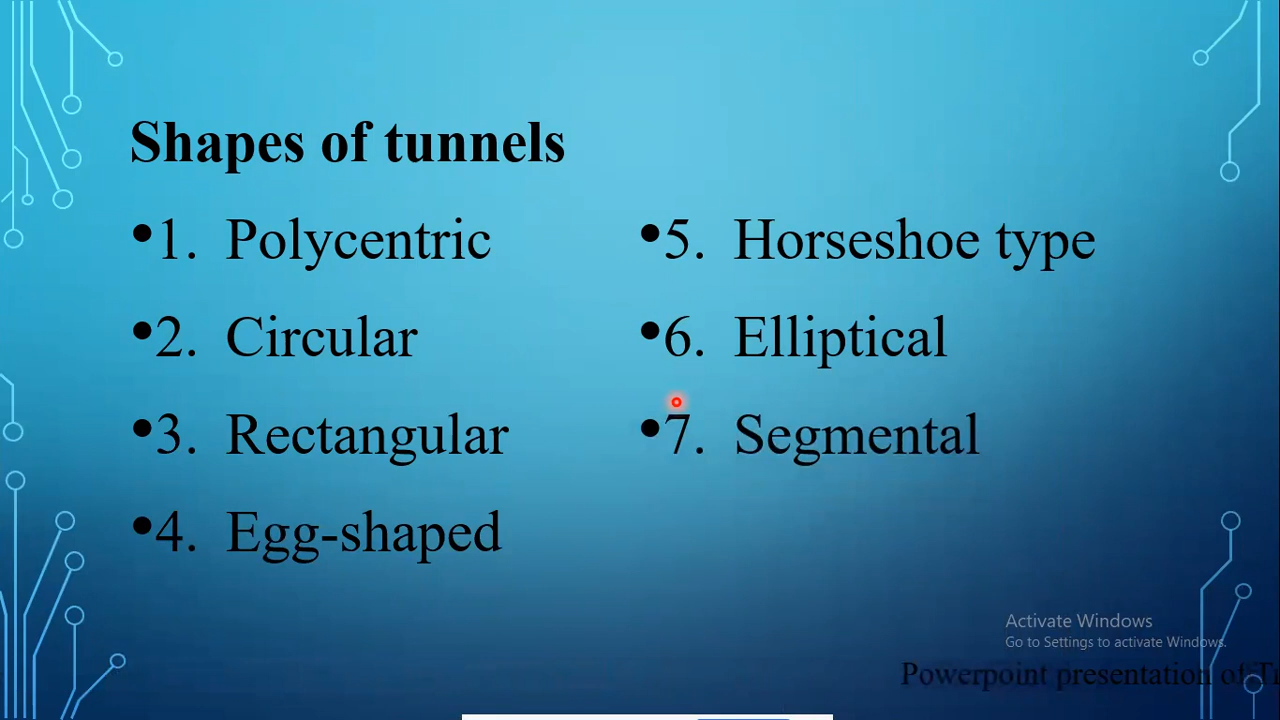 Shapes of tunnels
•1. Polycentric
•2. Circular
•3. Rectangular
•4. Egg-shaped
•5. Horseshoe type
•6. Elliptical
•7. Segmental
Activate Windows
Go to Settings to activate Windows.
Powerpoint presentation of